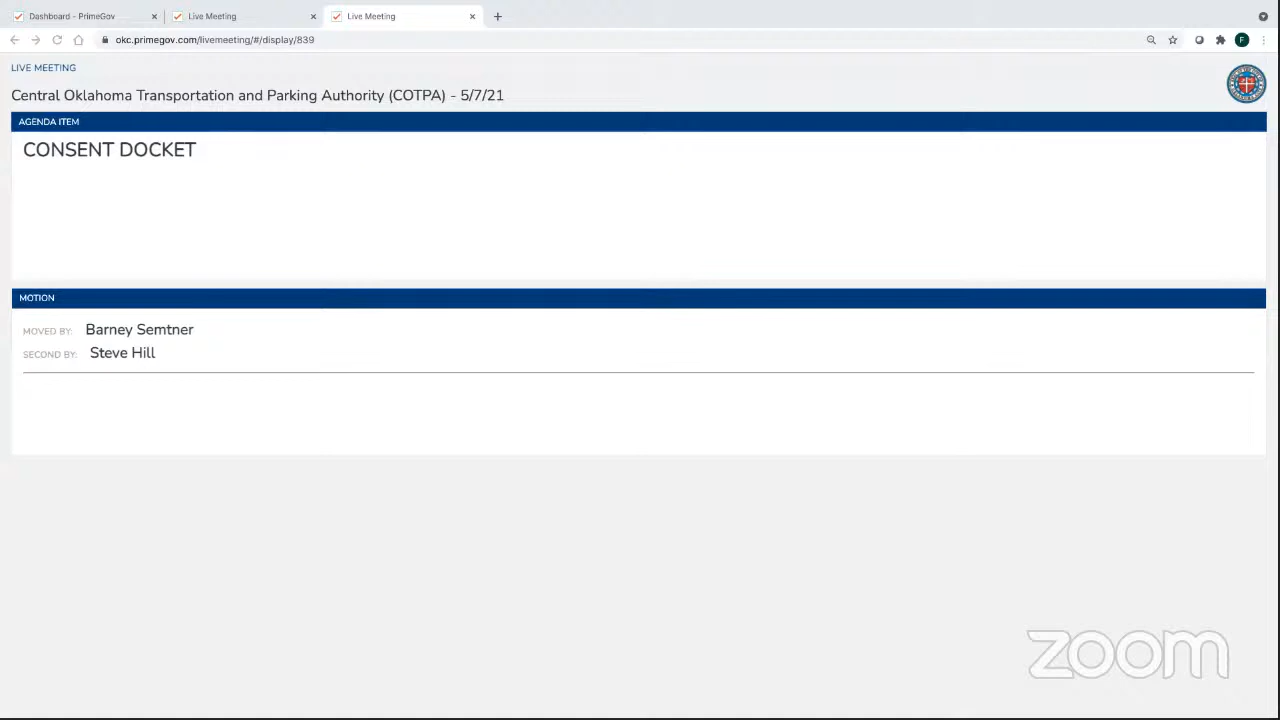 Dashboard - PrimeGov
Live Meeting
Live Meeting
okc.primegov.com/livemeeting/#/display/839
F
LIVE MEETING
Central Oklahoma Transportation and Parking Authority (COTPA) - 5/7/21
AGENDA ITEM
CONSENT DOCKET
MOTION
MOVED BY: Barney Semtner
SECOND BY: Steve Hill
zoom